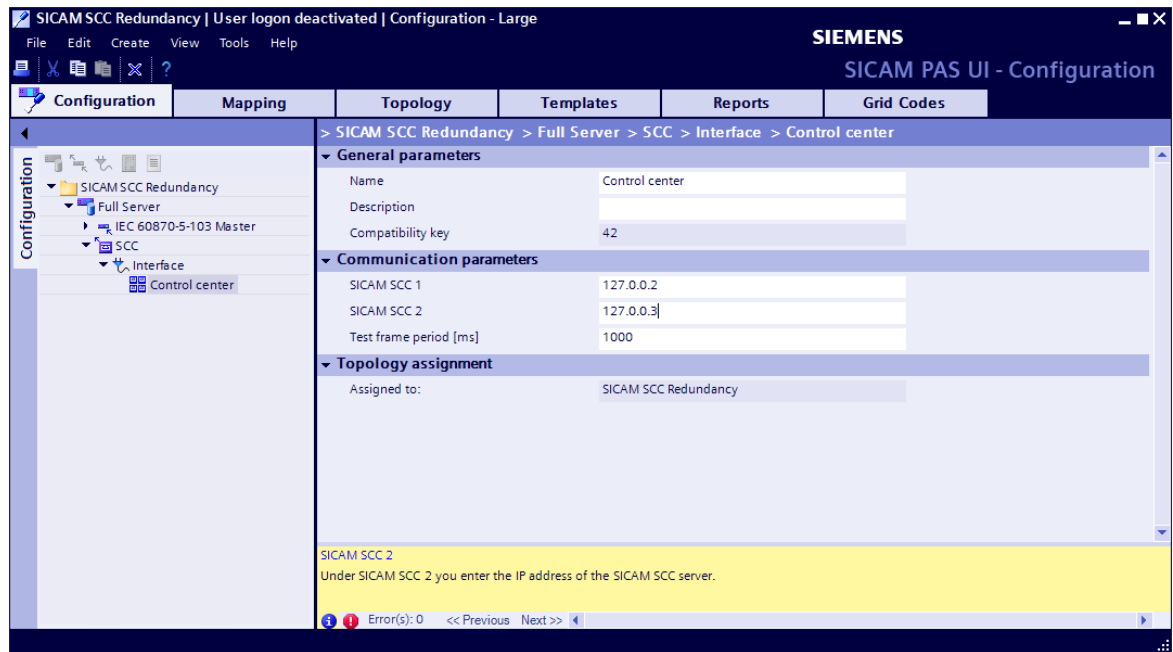 SICAM SCC Redundancy | User logon deactivated | Configuration - Large
File Edit Create View Tools Help
SIEMENS
SICAM PAS UI - Configuration
Configuration Mapping Topology Templates Reports Grid Codes
> SICAM SCC Redundancy > Full Server > SCC > Interface > Control center
Configuration
SICAM SCC Redundancy
Full Server
IEC 60870-5-103 Master
SCC
Interface
Control center
General parameters
Name Control center
Description
Compatibility key 42
Communication parameters
SICAM SCC 1 127.0.0.2
SICAM SCC 2 127.0.0.3
Test frame period [ms] 1000
Topology assignment
Assigned to: SICAM SCC Redundancy
SICAM SCC 2
Under SICAM SCC 2 you enter the IP address of the SICAM SCC server.
Error(s): 0 << Previous Next >>